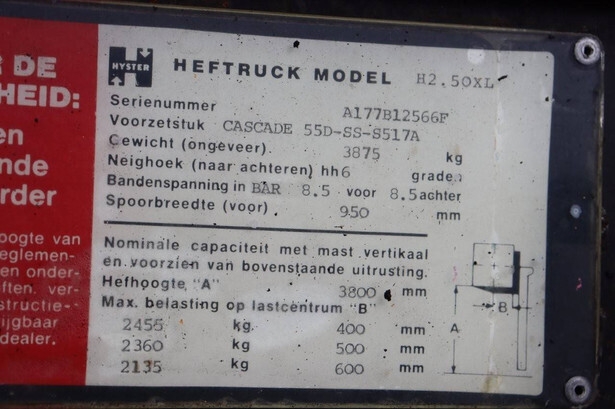 R DE
HEID:
en
nde
rder
oogte van
eglemen-
en onder-
ften, ver-
structie-
ijgbaar
dealer.
HYSTER
HEFTRUCK MODEL H2.50XL
Serienummer A177B12566F
Voorzetstuk CASCADE 55D-SS-S517A
Gewicht (ongeveer) 3875 kg
Neighoek (naar achteren) hh6 graden
Bandenspanning in BAR 8.5 voor 8.5achter
Spoorbreedte (voor) 950 mm
Nominale capaciteit met mast vertikaal
en voorzien van bovenstaande uitrusting.
Hefhoogte "A" 3800 mm
Max. belasting op lastcentrum "B"
2455 kg 400 mm
2360 kg 500 mm
2135 kg 600 mm
A
B